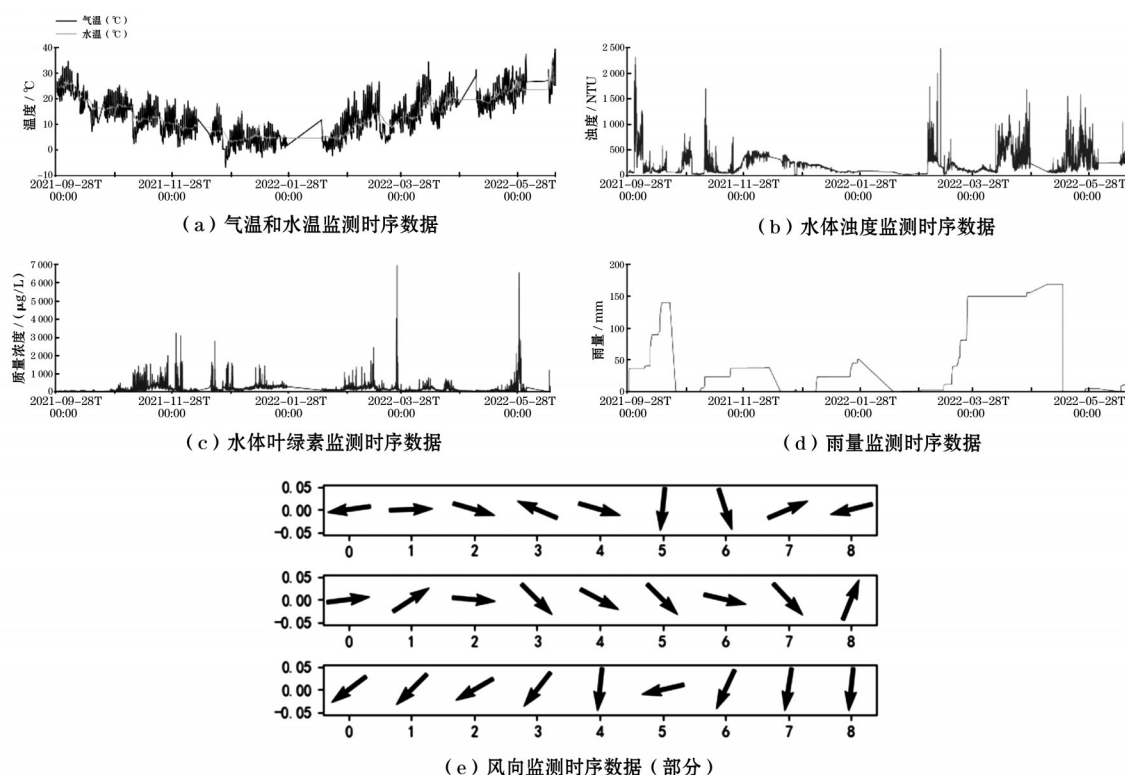 气温（℃）
水温（℃）
温度 / ℃
40
30
20
10
0
-10
2021-09-28T
00:00
2021-11-28T
00:00
2022-01-28T
00:00
2022-03-28T
00:00
2022-05-28T
00:00
(a) 气温和水温监测时序数据
浊度 / NTU
2 500
2 000
1 500
1 000
500
0
2021-09-28T
00:00
2021-11-28T
00:00
2022-01-28T
00:00
2022-03-28T
00:00
2022-05-28T
00:00
(b) 水体浊度监测时序数据
质量浓度 / (μg/L)
7 000
6 000
5 000
4 000
3 000
2 000
1 000
0
2021-09-28T
00:00
2021-11-28T
00:00
2022-01-28T
00:00
2022-03-28T
00:00
2022-05-28T
00:00
(c) 水体叶绿素监测时序数据
雨量 / mm
200
150
100
50
0
2021-09-28T
00:00
2021-11-28T
00:00
2022-01-28T
00:00
2022-03-28T
00:00
2022-05-28T
00:00
(d) 雨量监测时序数据
0.05
0.00
-0.05
0 1 2 3 4 5 6 7 8
0.05
0.00
-0.05
0 1 2 3 4 5 6 7 8
0.05
0.00
-0.05
0 1 2 3 4 5 6 7 8
(e) 风向监测时序数据（部分）